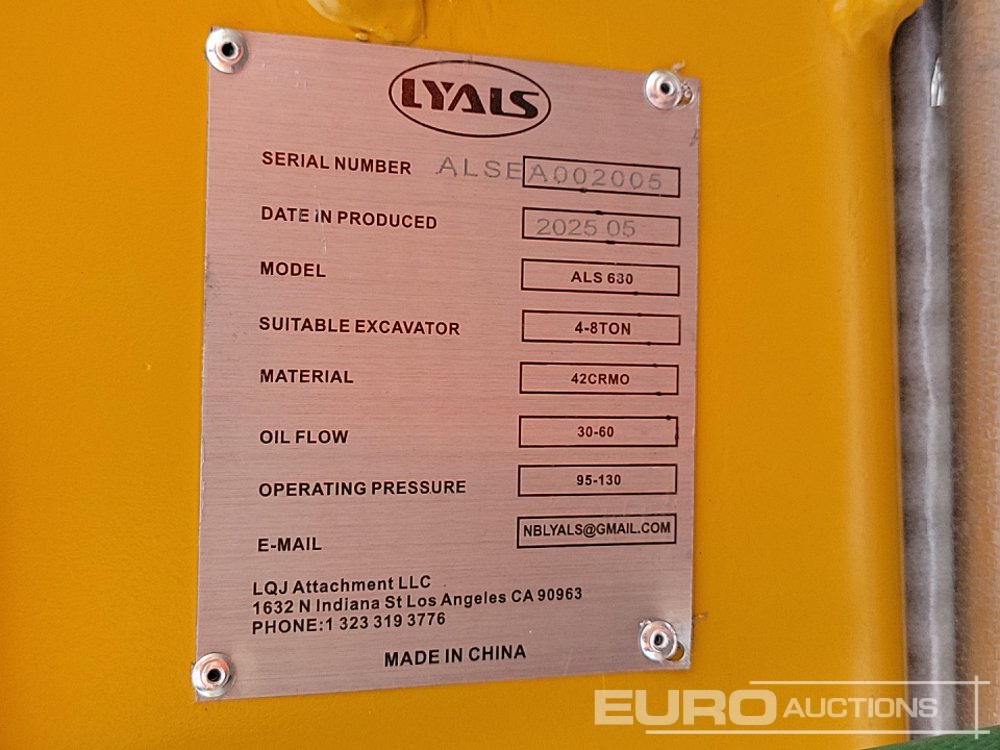 LYALS
SERIAL NUMBER ALSEA002005
DATE IN PRODUCED 2025 05
MODEL ALS 680
SUITABLE EXCAVATOR 4-8TON
MATERIAL 42CRMO
OIL FLOW 30-60
OPERATING PRESSURE 95-130
E-MAIL NBLYALS@GMAIL.COM
LQJ Attachment LLC
1632 N Indiana St Los Angeles CA 90963
PHONE:1 323 319 3776
MADE IN CHINA
EURO AUCTIONS